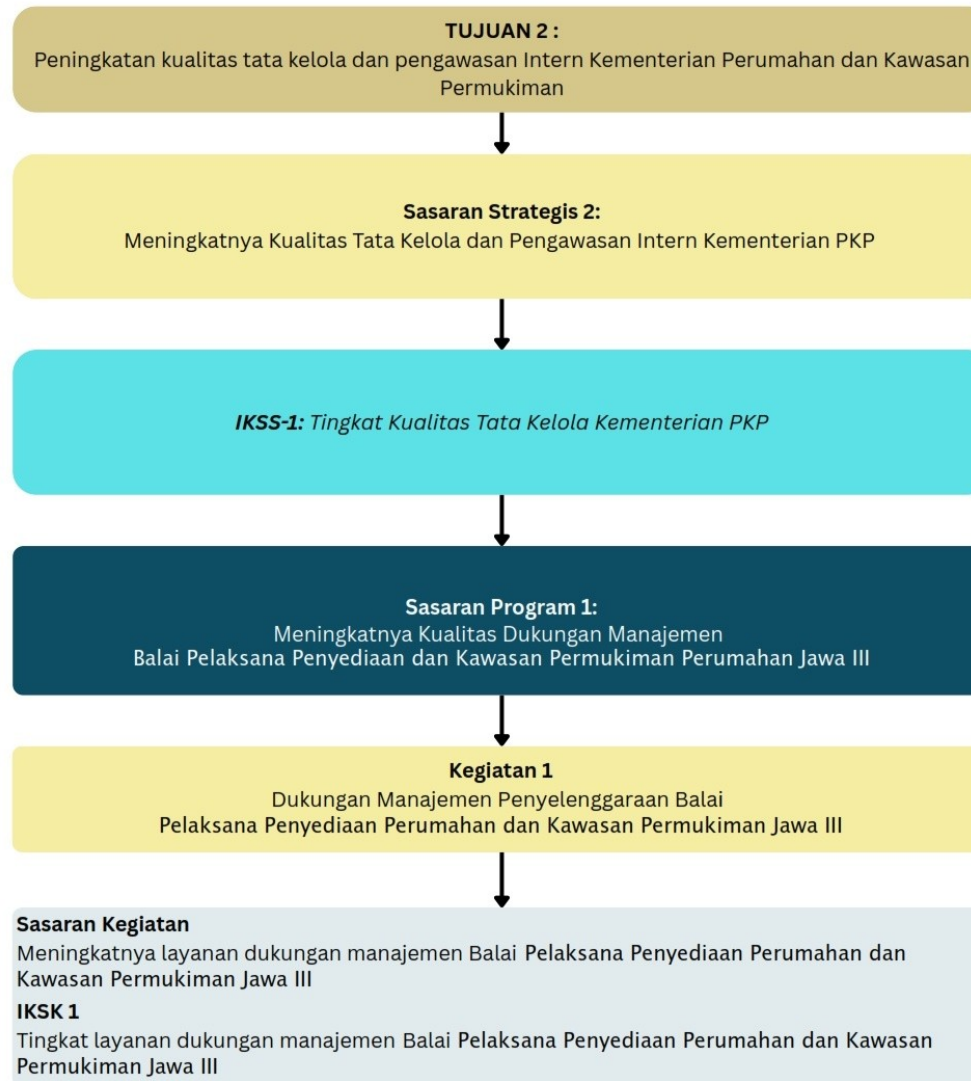 TUJUAN 2 :
Peningkatan kualitas tata kelola dan pengawasan Intern Kementerian Perumahan dan Kawasan
Permukiman
Sasaran Strategis 2:
Meningkatnya Kualitas Tata Kelola dan Pengawasan Intern Kementerian PKP
IKSS-1: Tingkat Kualitas Tata Kelola Kementerian PKP
Sasaran Program 1:
Meningkatnya Kualitas Dukungan Manajemen
Balai Pelaksana Penyediaan dan Kawasan Permukiman Perumahan Jawa III
Kegiatan 1
Dukungan Manajemen Penyelenggaraan Balai
Pelaksana Penyediaan Perumahan dan Kawasan Permukiman Jawa III
Sasaran Kegiatan
Meningkatnya layanan dukungan manajemen Balai Pelaksana Penyediaan Perumahan dan
Kawasan Permukiman Jawa III
IKSK 1
Tingkat layanan dukungan manajemen Balai Pelaksana Penyediaan Perumahan dan Kawasan
Permukiman Jawa III